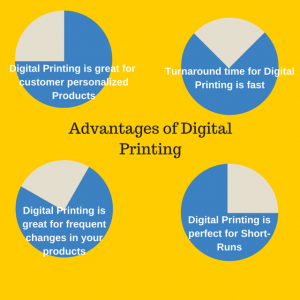 Digital Printing is great for
customer personalized
Products
Turnaround time for Digital
Printing is fast
Advantages of Digital
Printing
Digital Printing is
great for frequent
changes in your
products
Digital Printing is
perfect for Short-
Runs